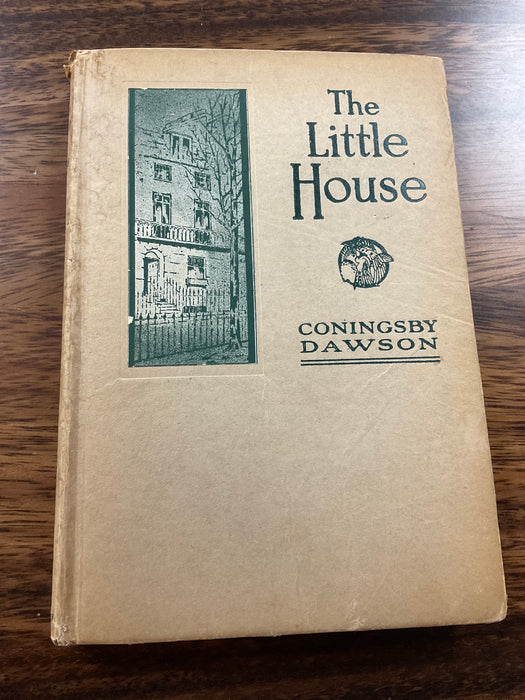 The
Little
House
CONINGSBY
DAWSON